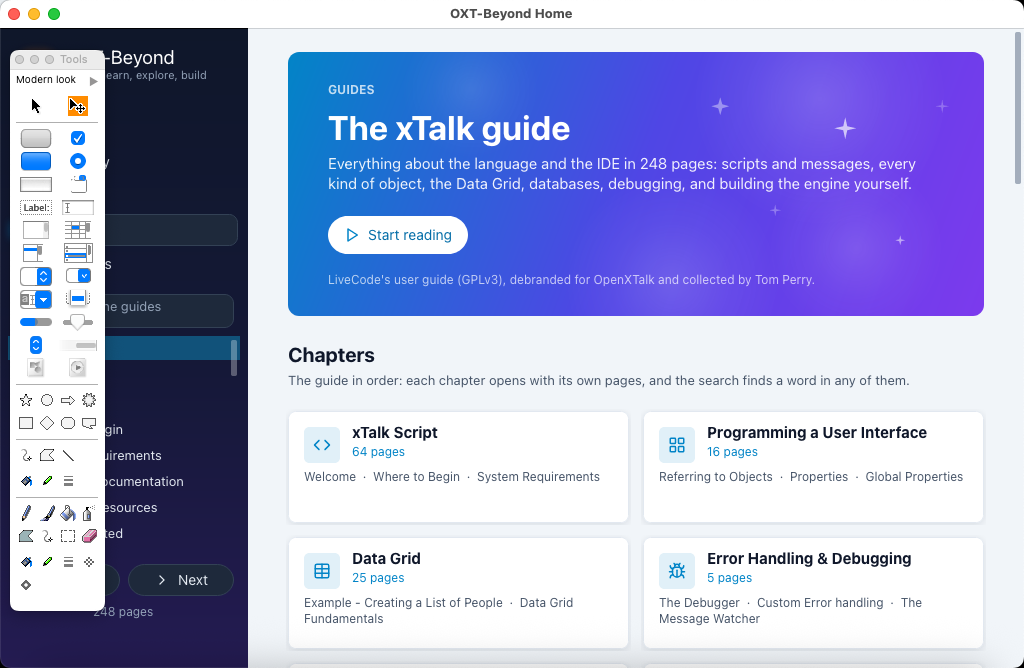 OXT-Beyond Home
-Beyond
earn, explore, build
Tools
Modern look
Label:
he guides
gin
uirements
ocumentation
esources
ted
Next
248 pages
GUIDES
The xTalk guide
Everything about the language and the IDE in 248 pages: scripts and messages, every
kind of object, the Data Grid, databases, debugging, and building the engine yourself.
Start reading
LiveCode's user guide (GPLv3), debranded for OpenXTalk and collected by Tom Perry.
Chapters
The guide in order: each chapter opens with its own pages, and the search finds a word in any of them.
xTalk Script
64 pages
Welcome · Where to Begin · System Requirements
Programming a User Interface
16 pages
Referring to Objects · Properties · Global Properties
Data Grid
25 pages
Example - Creating a List of People · Data Grid
Fundamentals
Error Handling & Debugging
5 pages
The Debugger · Custom Error handling · The
Message Watcher